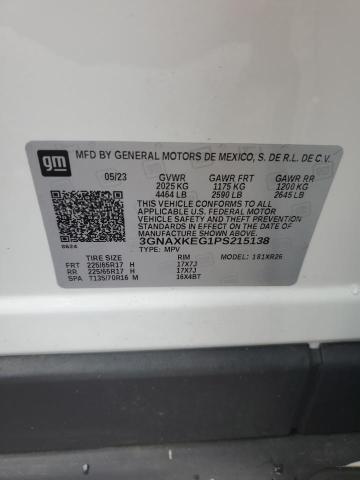 gm
MFD BY GENERAL MOTORS DE MEXICO, S. DE R.L. DE C.V.
05/23 GVWR GAWR FRT GAWR RR
2025 KG 1175 KG 1200 KG
4464 LB 2590 LB 2645 LB
THIS VEHICLE CONFORMS TO ALL
APPLICABLE U.S. FEDERAL MOTOR
VEHICLE SAFETY AND THEFT PREVENTION
STANDARDS IN EFFECT ON THE DATE
OF MANUFACTURE SHOWN ABOVE.
0624 3GNAXKEG1PS215138
TYPE: MPV MODEL: 181XR26
TIRE SIZE RIM
FRT 225/65R17 H 17X7J
RR 225/65R17 H 17X7J
SPA T135/70R16 M 16X4BT